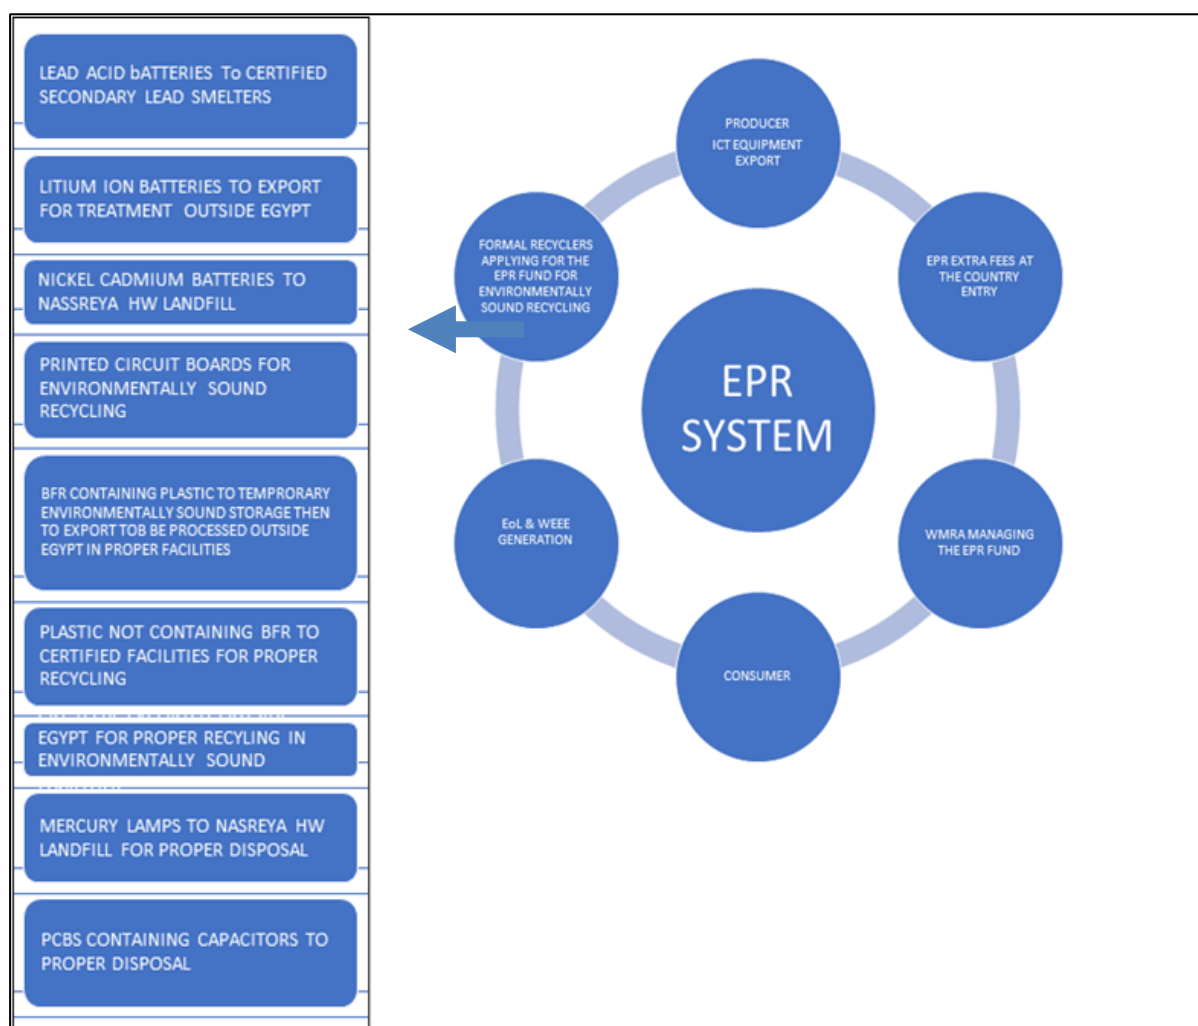 LEAD ACID bATTERIES To CERTIFIED
SECONDARY LEAD SMELTERS
LITIUM ION BATTERIES TO EXPORT
FOR TREATMENT OUTSIDE EGYPT
NICKEL CADMIUM BATTERIES TO
NASSREYA HW LANDFILL
PRINTED CIRCUIT BOARDS FOR
ENVIRONMENTALLY SOUND
RECYCLING
BFR CONTAINING PLASTIC TO TEMPRORARY
ENVIRONMENTALLY SOUND STORAGE THEN
TO EXPORT TOB BE PROCESSED OUTSIDE
EGYPT IN PROPER FACILITIES
PLASTIC NOT CONTAINING BFR TO
CERTIFIED FACILITIES FOR PROPER
RECYCLING
EGYPT FOR PROPER RECYLING IN
ENVIRONMENTALLY SOUND
MERCURY LAMPS TO NASREYA HW
LANDFILL FOR PROPER DISPOSAL
PCBS CONTAINING CAPACITORS TO
PROPER DISPOSAL
PRODUCER
ICT EQUIPMENT
EXPORT
EPR EXTRA FEES AT
THE COUNTRY
ENTRY
WMRA MANAGING
THE EPR FUND
CONSUMER
EoL & WEEE
GENERATION
FORMAL RECYCLERS
APPLYING FOR THE
EPR FUND FOR
ENVIRONMENTALLY
SOUND RECYCLING
EPR
SYSTEM